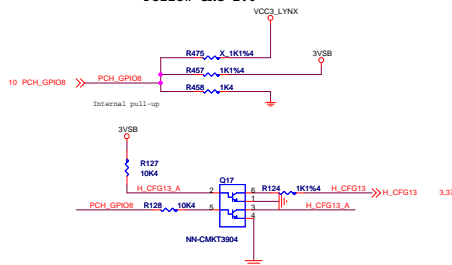 VCC3_LYNX
R475 X_1K1%4
3VSB
R457 1K1%4
10 PCH_GPIO8 PCH_GPIO8
R458 1K4
Internal pull-up
3VSB
R127
10K4
Q17
H_CFG13_A 2 6 R124 1K1%4 H_CFG13 H_CFG13 3,37
1
PCH_GPIO8 R128 10K4 5 3 H_CFG13_A
4
NN-CMKT3904